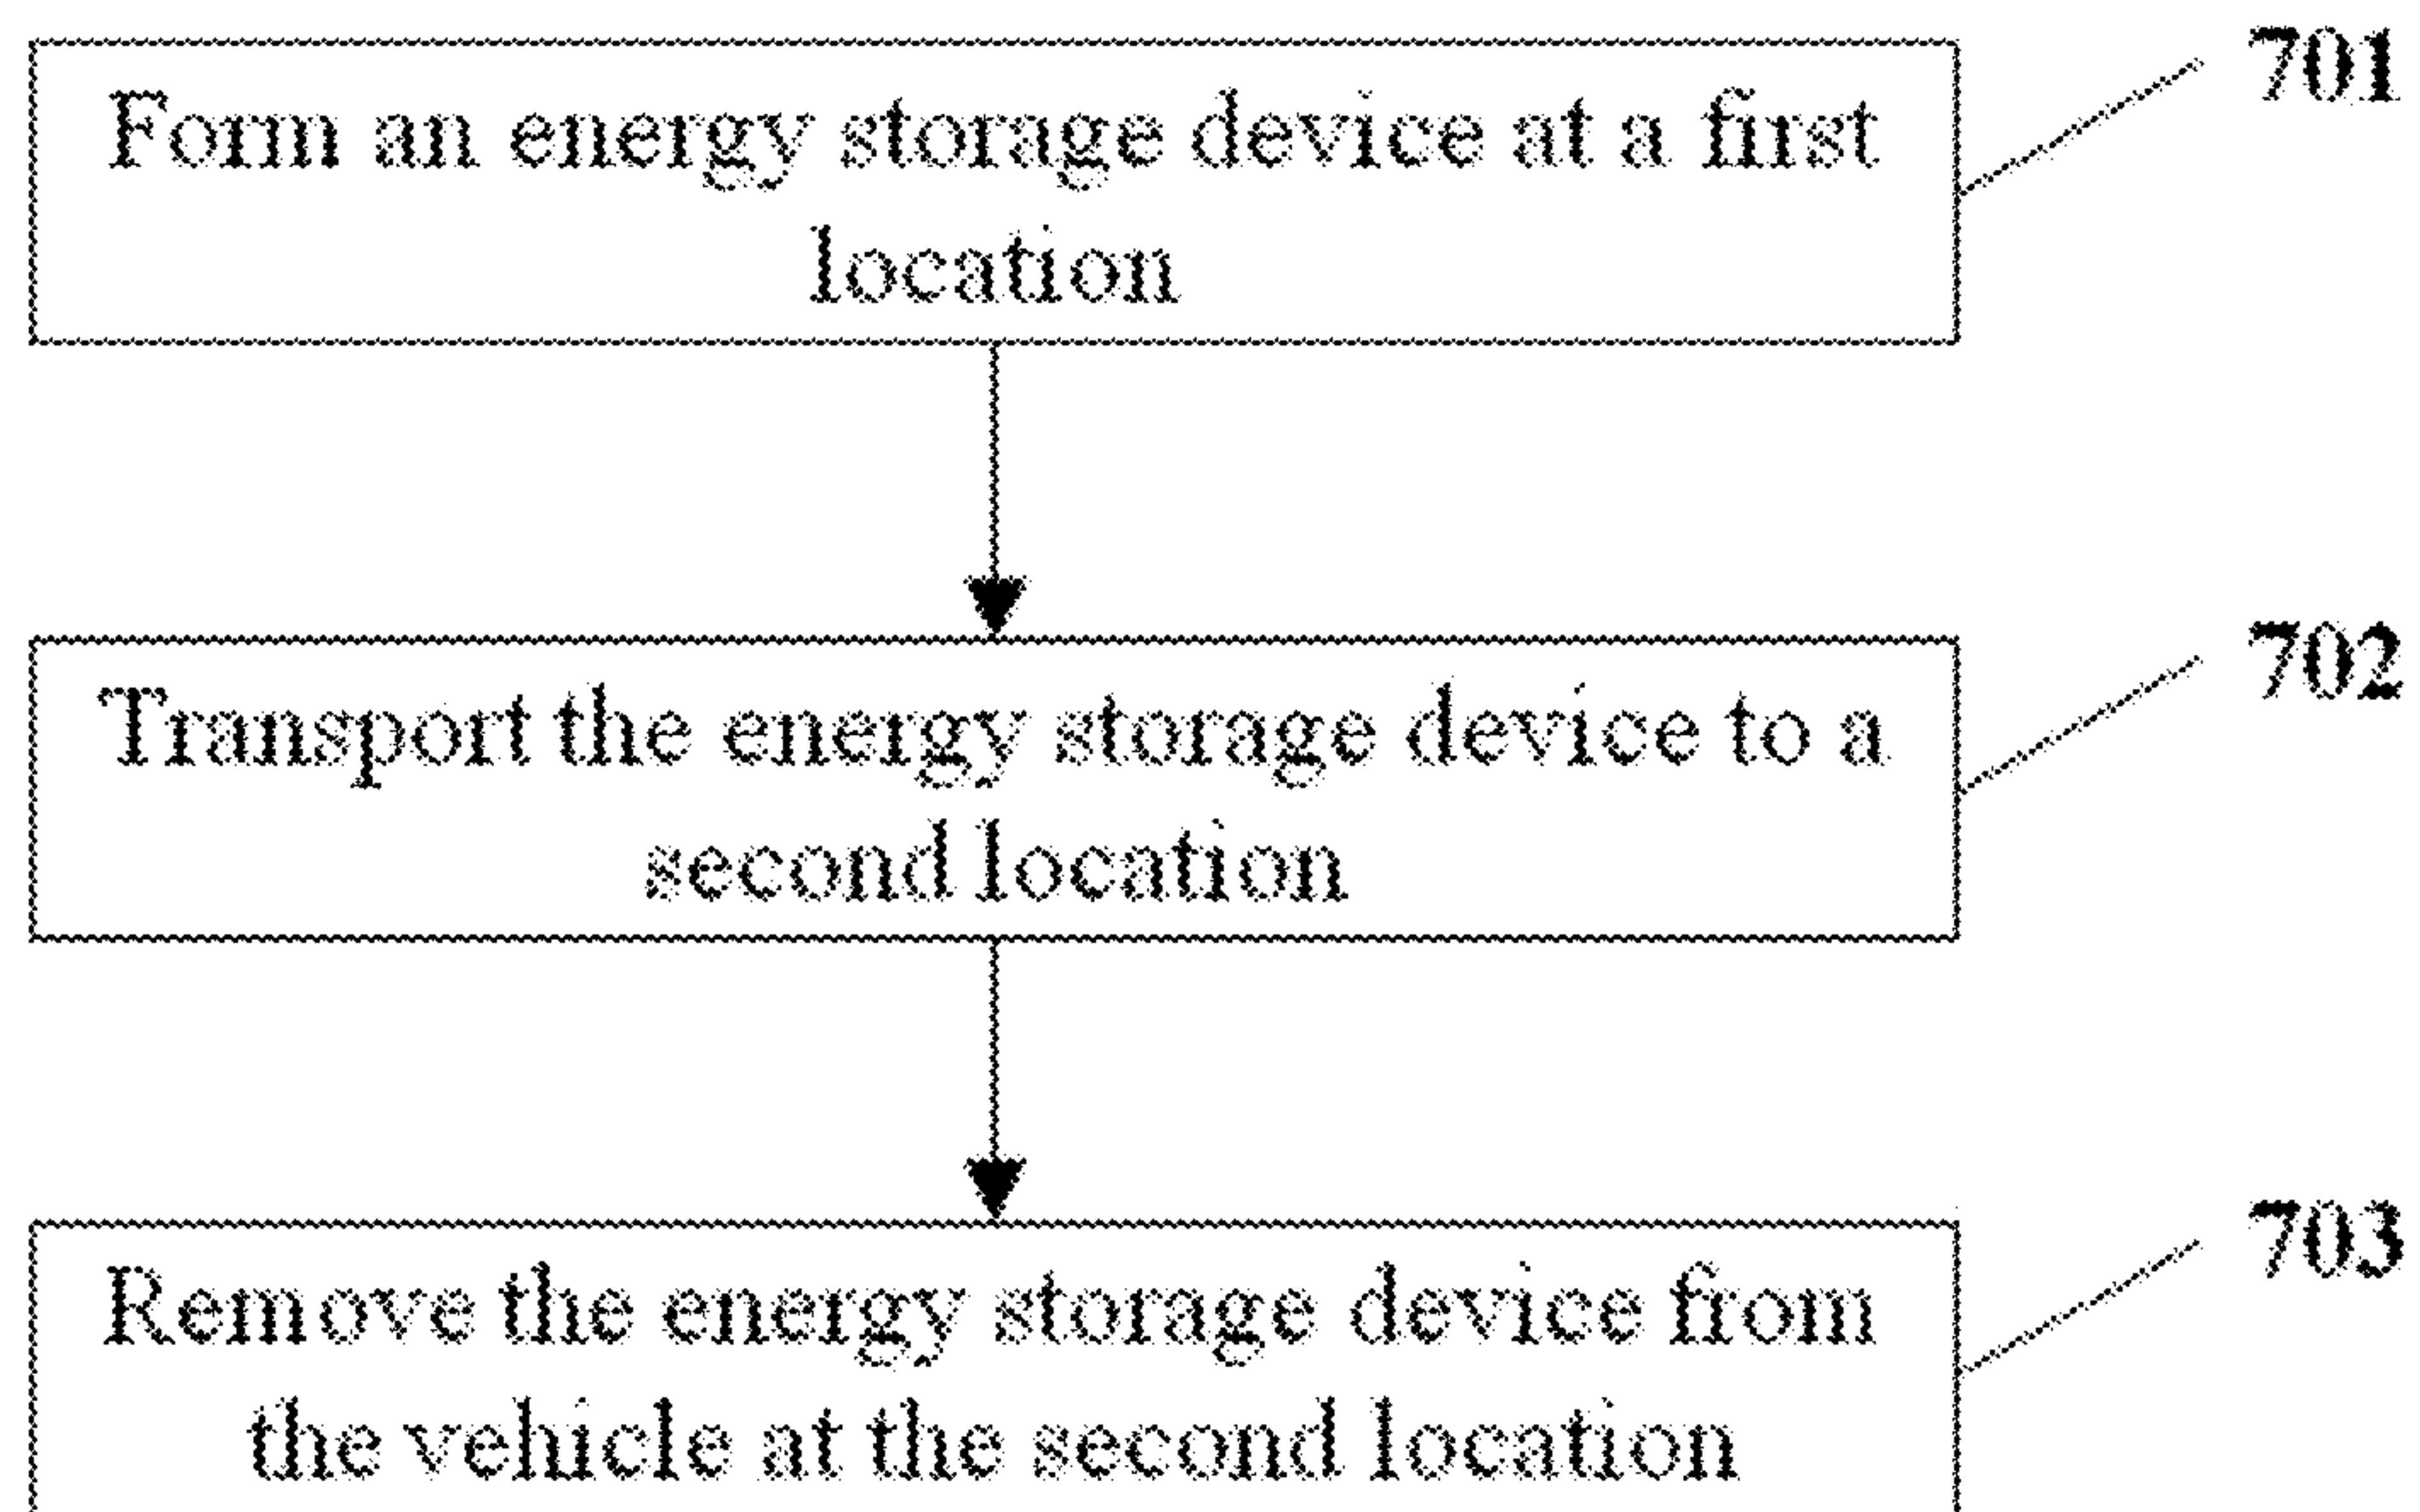 Form an energy storage device at a first
location
701
Transport the energy storage device to a
second location
702
Remove the energy storage device from
the vehicle at the second location
703